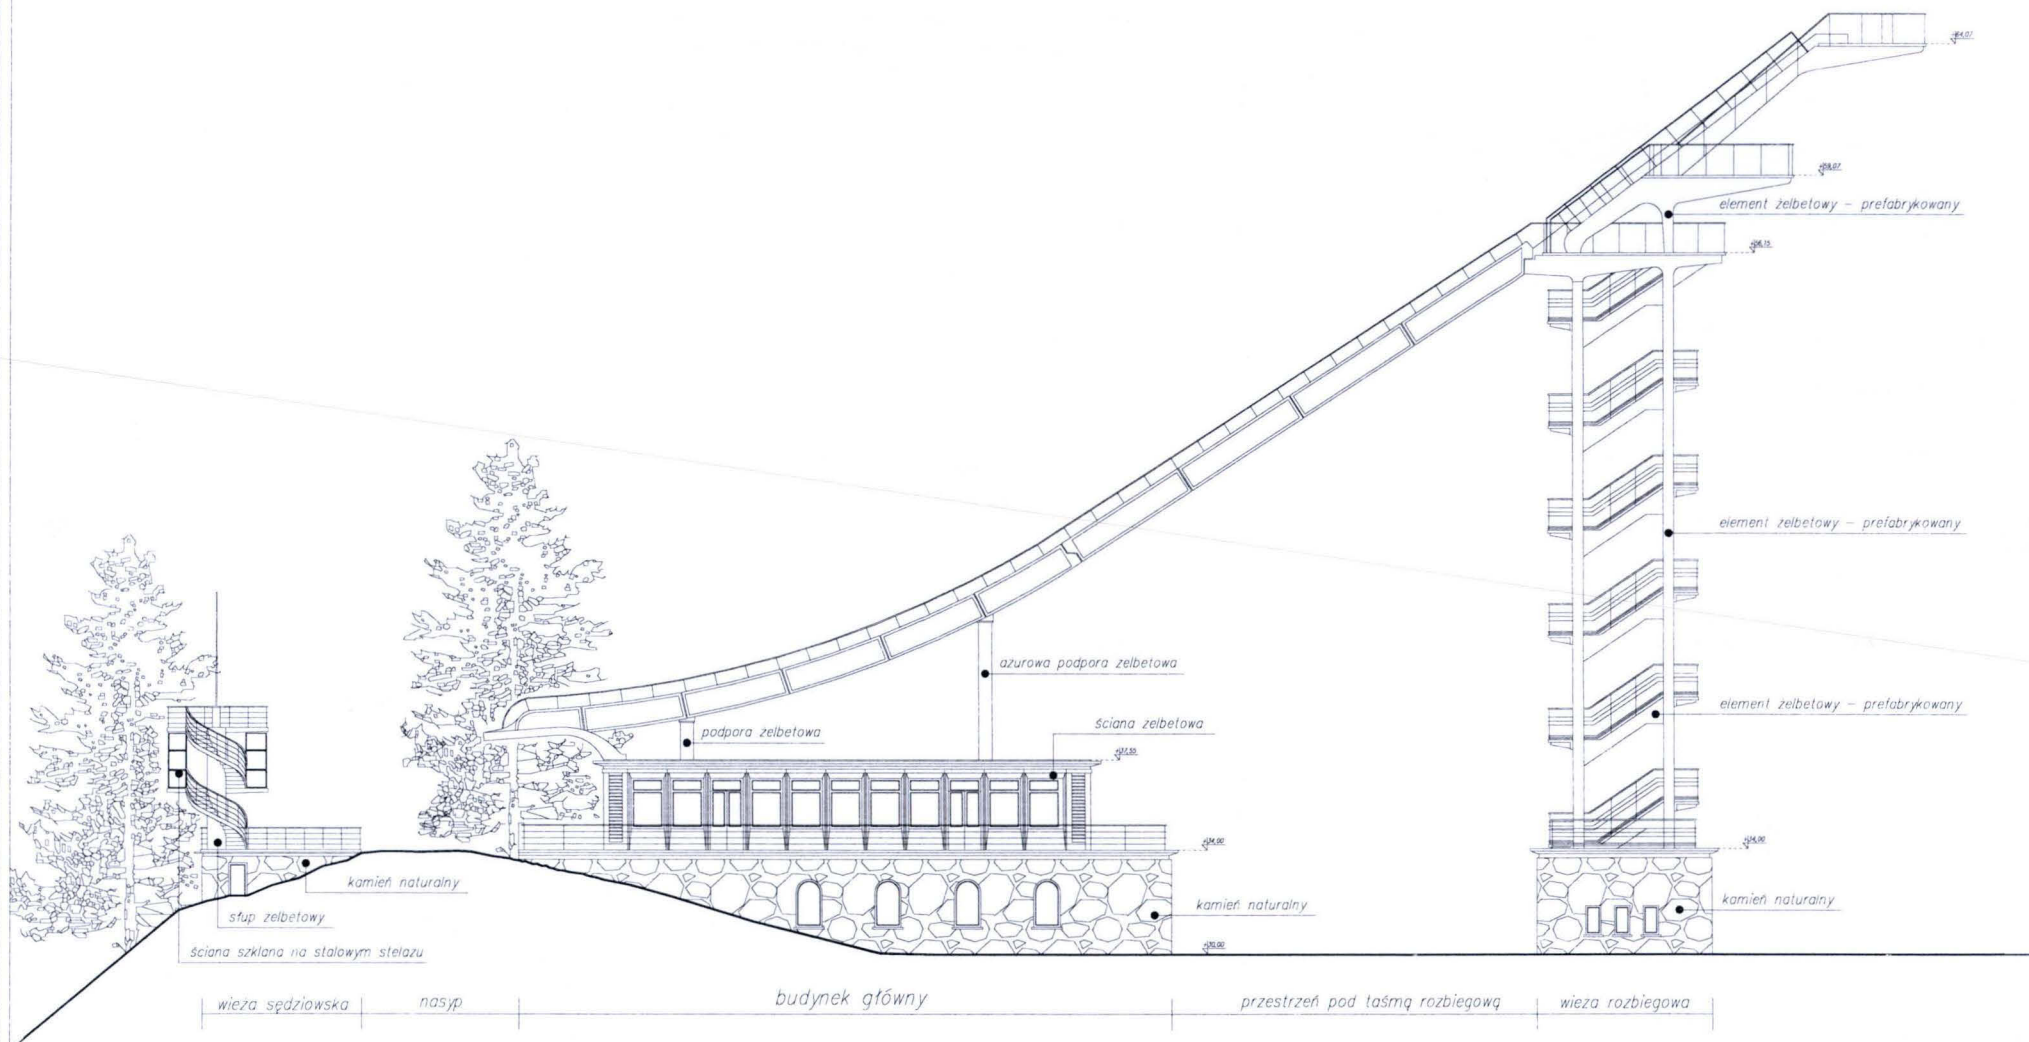 element żelbetowy - prefabrykowany
element żelbetowy - prefabrykowany
azurowa podpora żelbetowa
ściana żelbetowa
podpora żelbetowa
element żelbetowy - prefabrykowany
kamień naturalny
kamień naturalny
kamień naturalny
słup żelbetowy
ściana szklana na stalowym stelażu
wieża sędziowska
nasyp
budynek główny
przestrzeń pod taśmą rozbiegową
wieża rozbiegowa